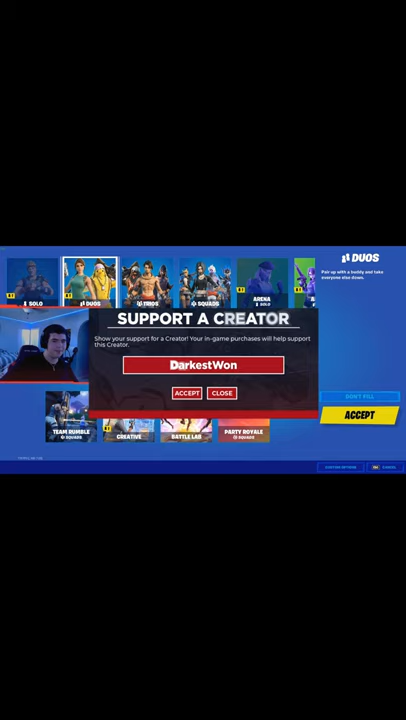 DUOS
Pair up with a buddy and take
everyone else down.
SOLO
DUOS
TRIOS
SQUADS
ARENA
SOLO
SUPPORT A CREATOR
Show your support for a Creator! Your in-game purchases will help support
this Creator.
DarkestWon
ACCEPT
CLOSE
DON'T FILL
ACCEPT
TEAM RUMBLE
SQUADS
CREATIVE
BATTLE LAB
PARTY ROYALE
SQUADS
CANCEL